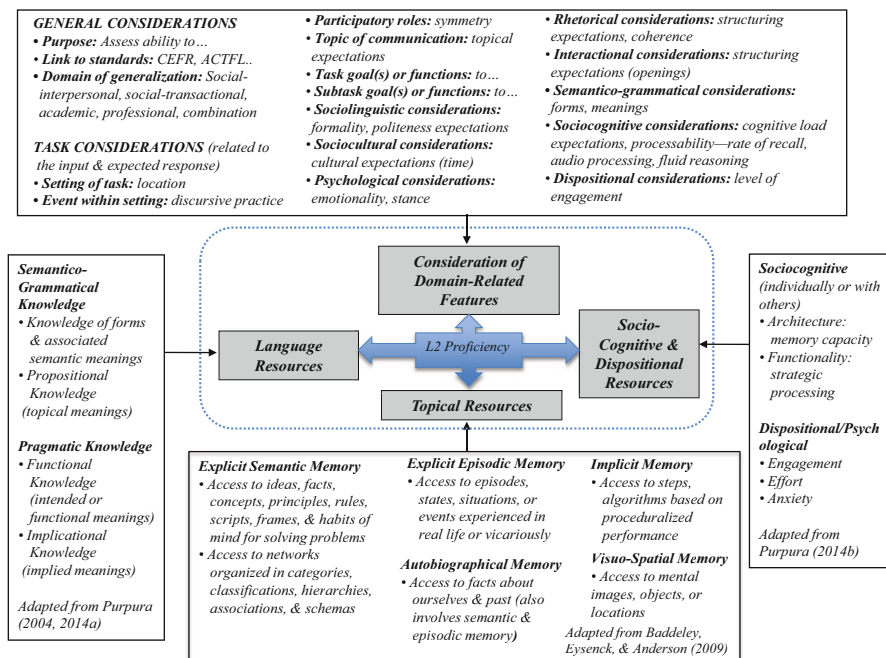 GENERAL CONSIDERATIONS
• Purpose: Assess ability to…
• Link to standards: CEFR, ACTFL..
• Domain of generalization: Social-
interpersonal, social-transactional,
academic, professional, combination
TASK CONSIDERATIONS (related to
the input & expected response)
• Setting of task: location
• Event within setting: discursive practice
• Participatory roles: symmetry
• Topic of communication: topical
expectations
• Task goal(s) or functions: to…
• Subtask goal(s) or functions: to…
• Sociolinguistic considerations:
formality, politeness expectations
• Sociocultural considerations:
cultural expectations (time)
• Psychological considerations:
emotionality, stance
• Rhetorical considerations: structuring
expectations, coherence
• Interactional considerations: structuring
expectations (openings)
• Semantico-grammatical considerations:
forms, meanings
• Sociocognitive considerations: cognitive load
expectations, processability—rate of recall,
audio processing, fluid reasoning
• Dispositional considerations: level of
engagement
Semantico-
Grammatical
Knowledge
• Knowledge of forms
& associated
semantic meanings
• Propositional
Knowledge
(topical meanings)
Pragmatic Knowledge
• Functional
Knowledge
(intended or
functional meanings)
• Implicational
Knowledge
(implied meanings)
Adapted from Purpura
(2004, 2014a)
Consideration of
Domain-Related
Features
Language
Resources
L2 Proficiency
Socio-
Cognitive &
Dispositional
Resources
Topical Resources
Sociocognitive
(individually or with
others)
• Architecture:
memory capacity
• Functionality:
strategic
processing
Dispositional/Psych
ological
• Engagement
• Effort
• Anxiety
Adapted from
Purpura (2014b)
Explicit Semantic Memory
• Access to ideas, facts,
concepts, principles, rules,
scripts, frames, & habits of
mind for solving problems
• Access to networks
organized in categories,
classifications, hierarchies,
associations, & schemas
Explicit Episodic Memory
• Access to episodes,
states, situations, or
events experienced in
real life or vicariously
Autobiographical Memory
• Access to facts about
ourselves & past (also
involves semantic &
episodic memory)
Implicit Memory
• Access to steps,
algorithms based on
proceduralized
performance
Visuo-Spatial Memory
• Access to mental
images, objects, or
locations
Adapted from Baddeley,
Eysenck, & Anderson (2009)